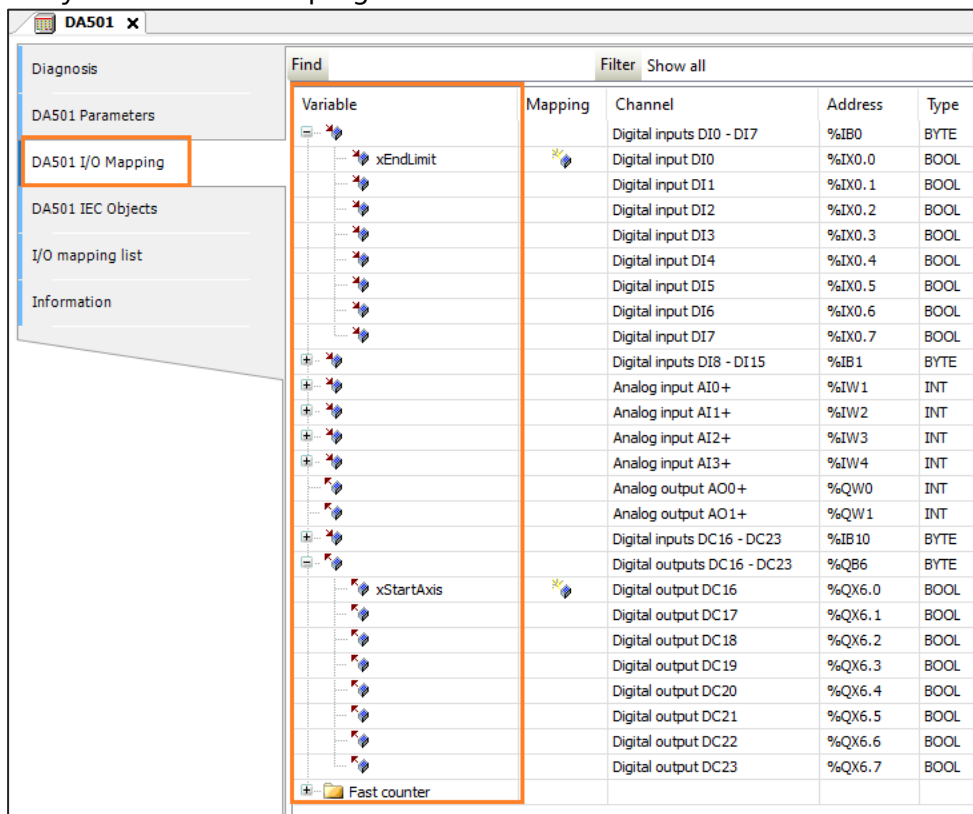 DA501 X
Find Filter Show all
Diagnosis
DA501 Parameters
DA501 I/O Mapping
DA501 IEC Objects
I/O mapping list
Information
Variable Mapping Channel Address Type
Digital inputs DI0 - DI7 %IB0 BYTE
xEndLimit Digital input DI0 %IX0.0 BOOL
Digital input DI1 %IX0.1 BOOL
Digital input DI2 %IX0.2 BOOL
Digital input DI3 %IX0.3 BOOL
Digital input DI4 %IX0.4 BOOL
Digital input DI5 %IX0.5 BOOL
Digital input DI6 %IX0.6 BOOL
Digital input DI7 %IX0.7 BOOL
Digital inputs DI8 - DI15 %IB1 BYTE
Analog input AI0+ %IW1 INT
Analog input AI1+ %IW2 INT
Analog input AI2+ %IW3 INT
Analog input AI3+ %IW4 INT
Analog output AO0+ %QW0 INT
Analog output AO1+ %QW1 INT
Digital inputs DC16 - DC23 %IB10 BYTE
Digital outputs DC16 - DC23 %QB6 BYTE
xStartAxis Digital output DC16 %QX6.0 BOOL
Digital output DC17 %QX6.1 BOOL
Digital output DC18 %QX6.2 BOOL
Digital output DC19 %QX6.3 BOOL
Digital output DC20 %QX6.4 BOOL
Digital output DC21 %QX6.5 BOOL
Digital output DC22 %QX6.6 BOOL
Digital output DC23 %QX6.7 BOOL
Fast counter